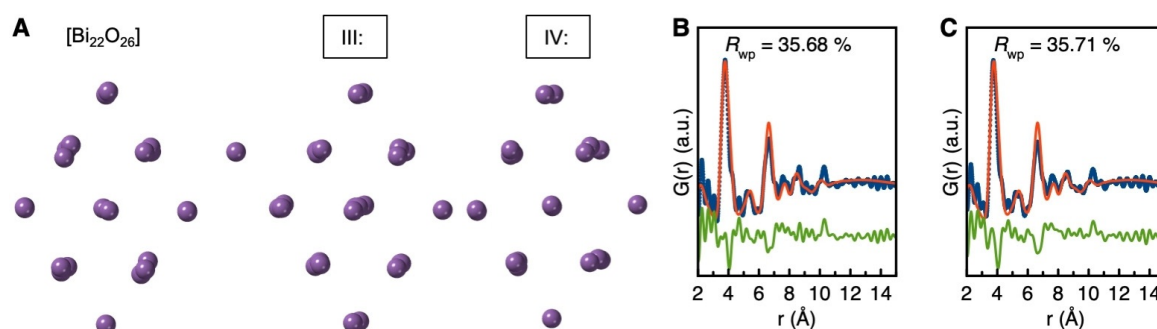 A
[Bi22O26]
III:
IV:
B
Rwp = 35.68 %
G(r) (a.u.)
2 4 6 8 10 12 14
r (Å)
C
Rwp = 35.71 %
G(r) (a.u.)
2 4 6 8 10 12 14
r (Å)